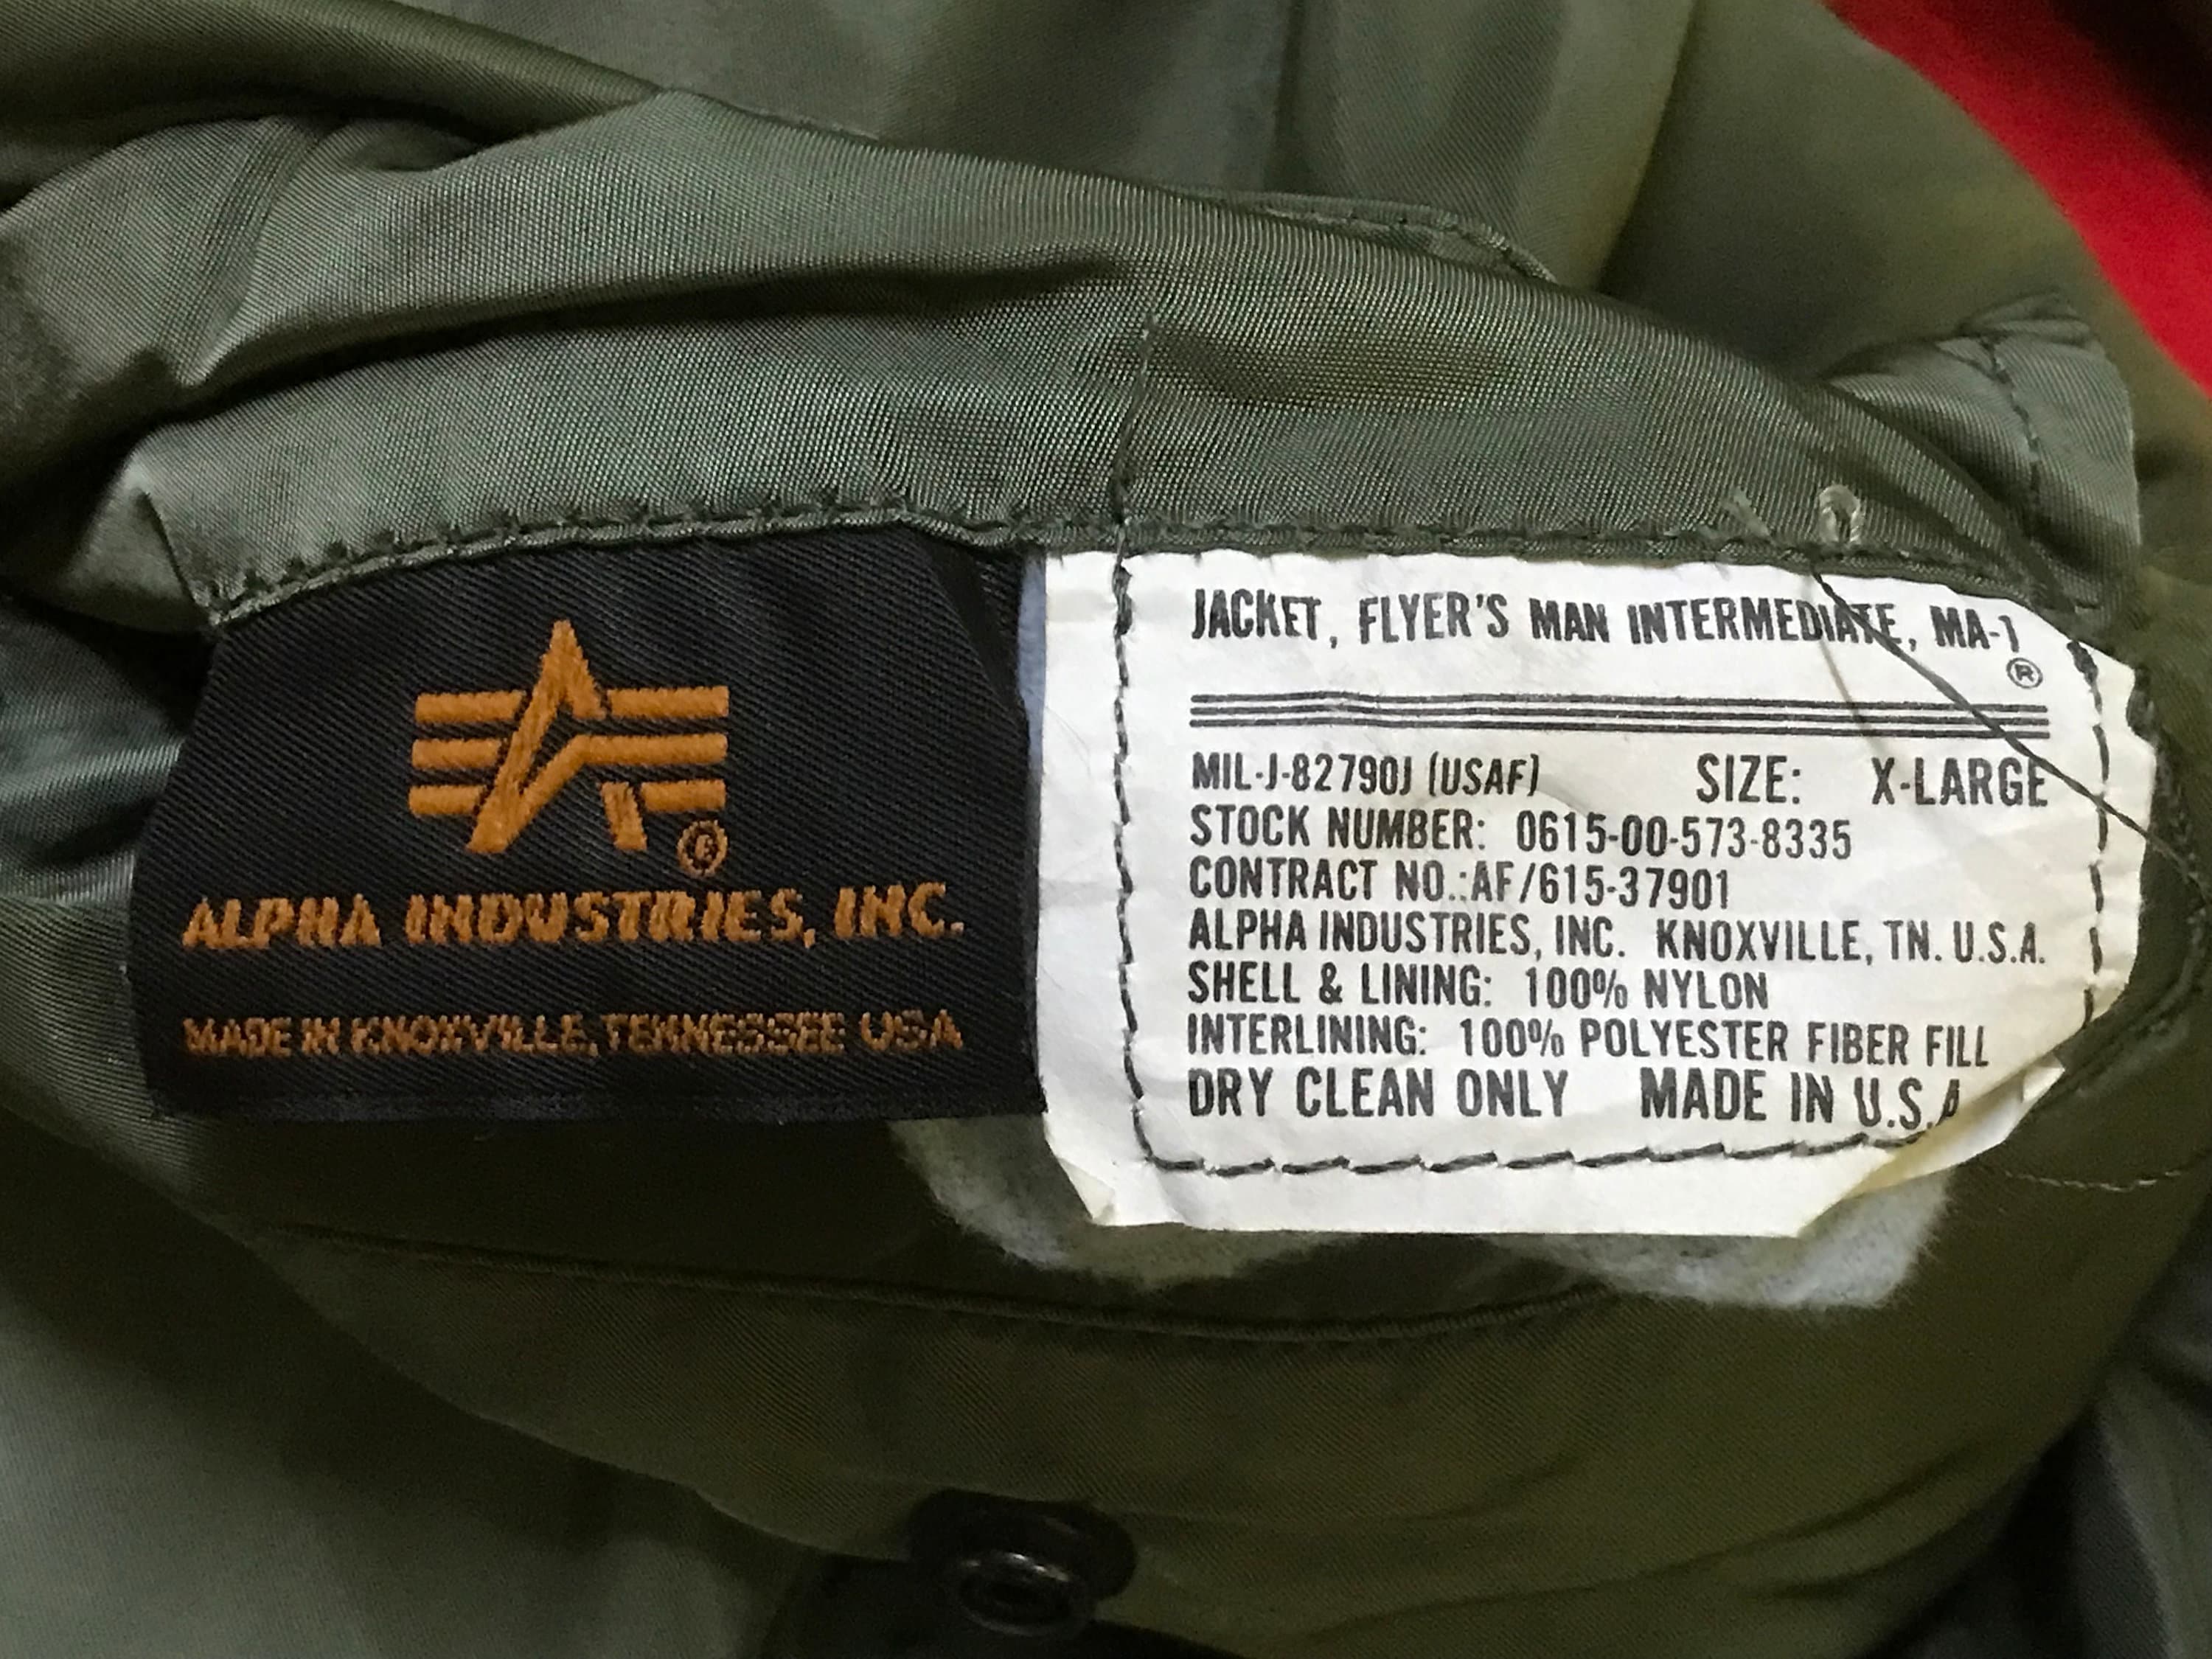 ALPHA INDUSTRIES, INC.
MADE IN KNOXVILLE, TENNESSEE USA
JACKET, FLYER'S MAN INTERMEDIATE, MA-1
®
MIL-J-82790J (USAF) SIZE: X-LARGE
STOCK NUMBER: 0615-00-573-8335
CONTRACT NO.:AF/615-37901
ALPHA INDUSTRIES, INC. KNOXVILLE, TN. U.S.A.
SHELL & LINING: 100% NYLON
INTERLINING: 100% POLYESTER FIBER FILL
DRY CLEAN ONLY MADE IN U.S.A